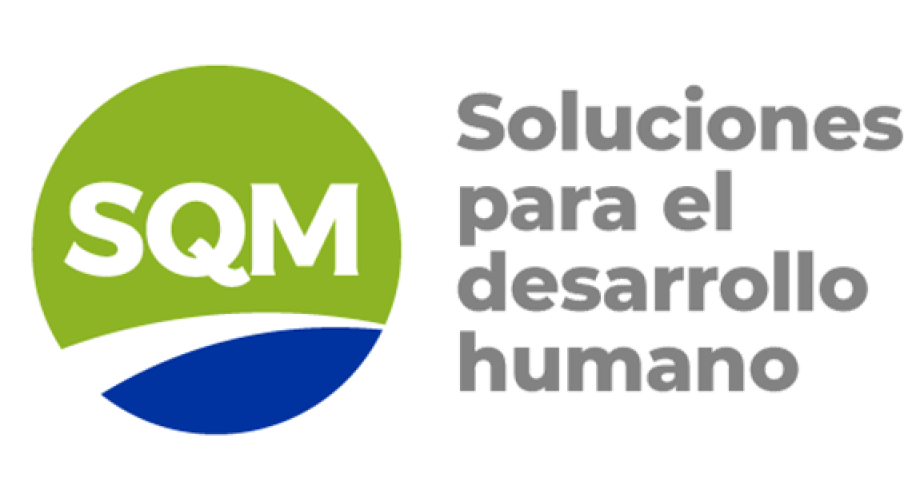 SQM
Soluciones
para el
desarrollo
humano